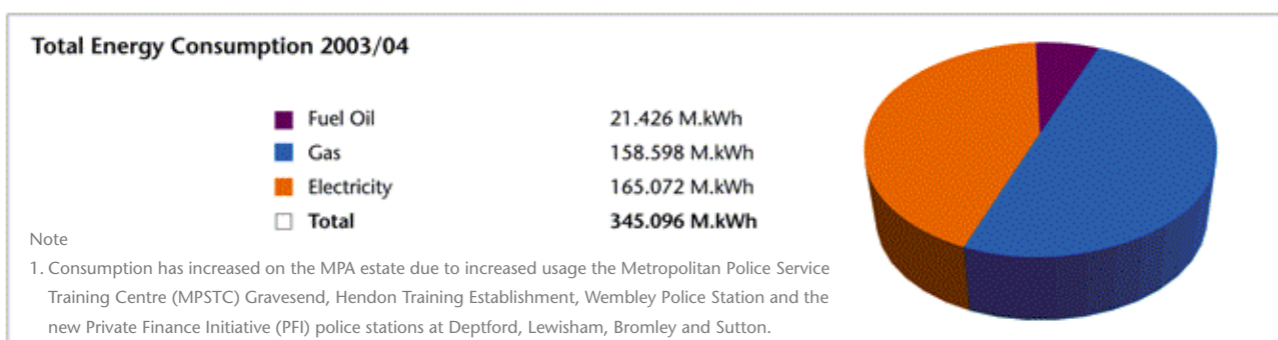 Total Energy Consumption 2003/04
Fuel Oil 21.426 M.kWh
Gas 158.598 M.kWh
Electricity 165.072 M.kWh
Total 345.096 M.kWh
Note
1. Consumption has increased on the MPA estate due to increased usage the Metropolitan Police Service
Training Centre (MPSTC) Gravesend, Hendon Training Establishment, Wembley Police Station and the
new Private Finance Initiative (PFI) police stations at Deptford, Lewisham, Bromley and Sutton.